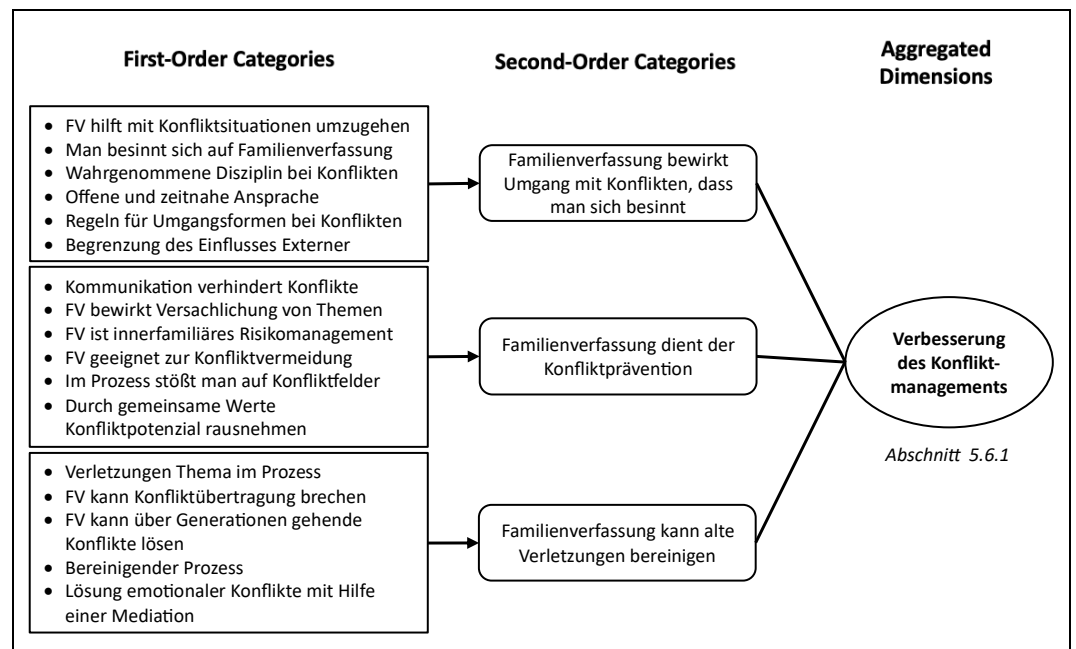 First-Order Categories
Second-Order Categories
Aggregated
Dimensions
• FV hilft mit Konfliktsituationen umzugehen
• Man besinnt sich auf Familienverfassung
• Wahrgenommene Disziplin bei Konflikten
• Offene und zeitnahe Ansprache
• Regeln für Umgangsformen bei Konflikten
• Begrenzung des Einflusses Externer
Familienverfassung bewirkt
Umgang mit Konflikten, dass
man sich besinnt
• Kommunikation verhindert Konflikte
• FV bewirkt Versachlichung von Themen
• FV ist innerfamiliäres Risikomanagement
• FV geeignet zur Konfliktvermeidung
• Im Prozess stößt man auf Konfliktfelder
• Durch gemeinsame Werte
Konfliktpotenzial rausnehmen
Familienverfassung dient der
Konfliktprävention
Verbesserung
des Konflikt-
managements
Abschnitt 5.6.1
• Verletzungen Thema im Prozess
• FV kann Konfliktübertragung brechen
• FV kann über Generationen gehende
Konflikte lösen
• Bereinigender Prozess
• Lösung emotionaler Konflikte mit Hilfe
einer Mediation
Familienverfassung kann alte
Verletzungen bereinigen